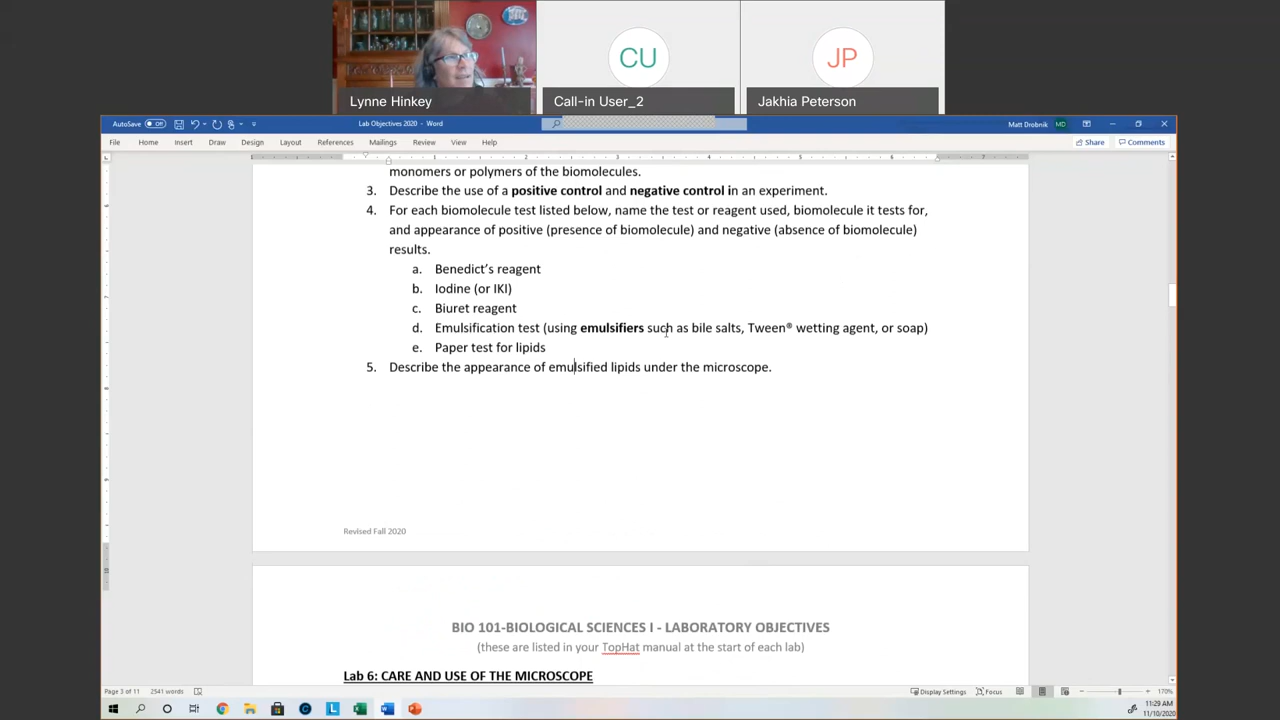 CU
JP
Lynne Hinkey
Call-in User_2
Jakhia Peterson
AutoSave Off
Lab Objectives 2020 - Word
Matt Drobnik MD
File Home Insert Draw Design Layout References Mailings Review View Help
Share Comments
monomers or polymers of the biomolecules.
3. Describe the use of a positive control and negative control in an experiment.
4. For each biomolecule test listed below, name the test or reagent used, biomolecule it tests for,
and appearance of positive (presence of biomolecule) and negative (absence of biomolecule)
results.
a. Benedict's reagent
b. Iodine (or IKI)
c. Biuret reagent
d. Emulsification test (using emulsifiers such as bile salts, Tween® wetting agent, or soap)
e. Paper test for lipids
5. Describe the appearance of emulsified lipids under the microscope.
Revised Fall 2020
BIO 101-BIOLOGICAL SCIENCES I - LABORATORY OBJECTIVES
(these are listed in your TopHat manual at the start of each lab)
Lab 6: CARE AND USE OF THE MICROSCOPE
Page 3 of 11 2541 words
Display Settings Focus
170%
11:29 AM
11/10/2020